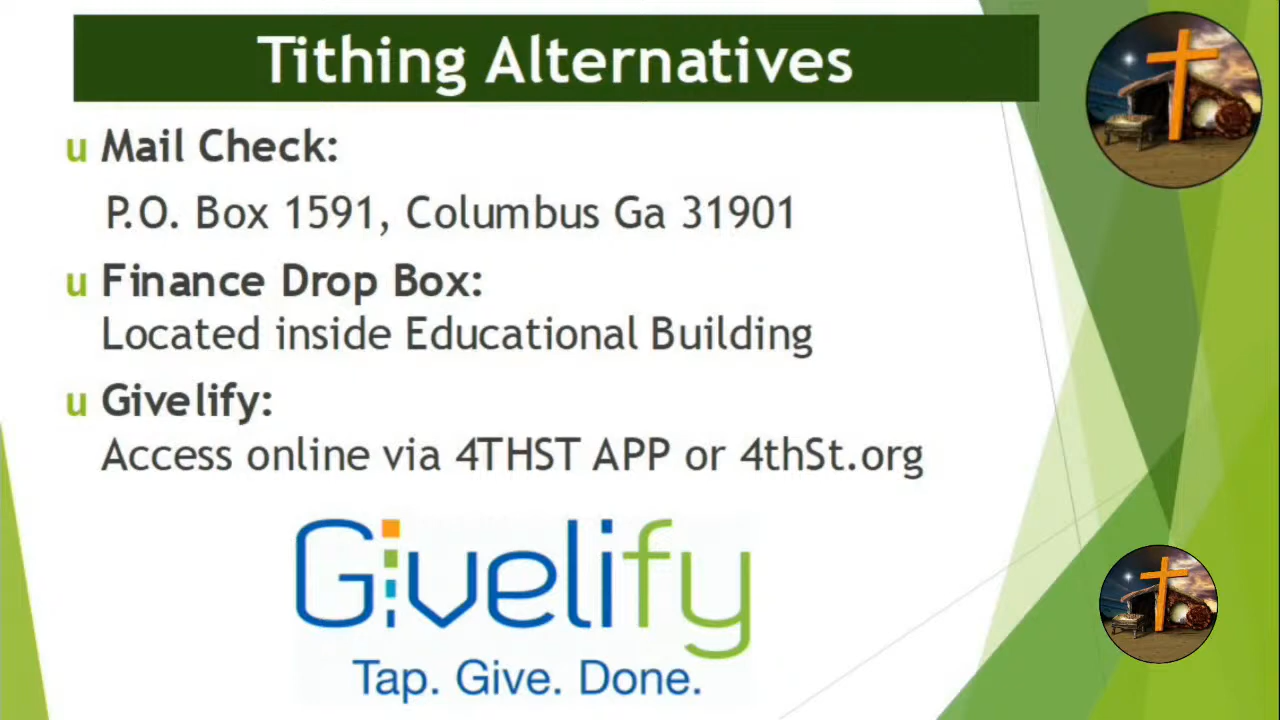 Tithing Alternatives
u Mail Check:
P.O. Box 1591, Columbus Ga 31901
u Finance Drop Box:
Located inside Educational Building
u Givelify:
Access online via 4THST APP or 4thSt.org
Givelify
Tap. Give. Done.